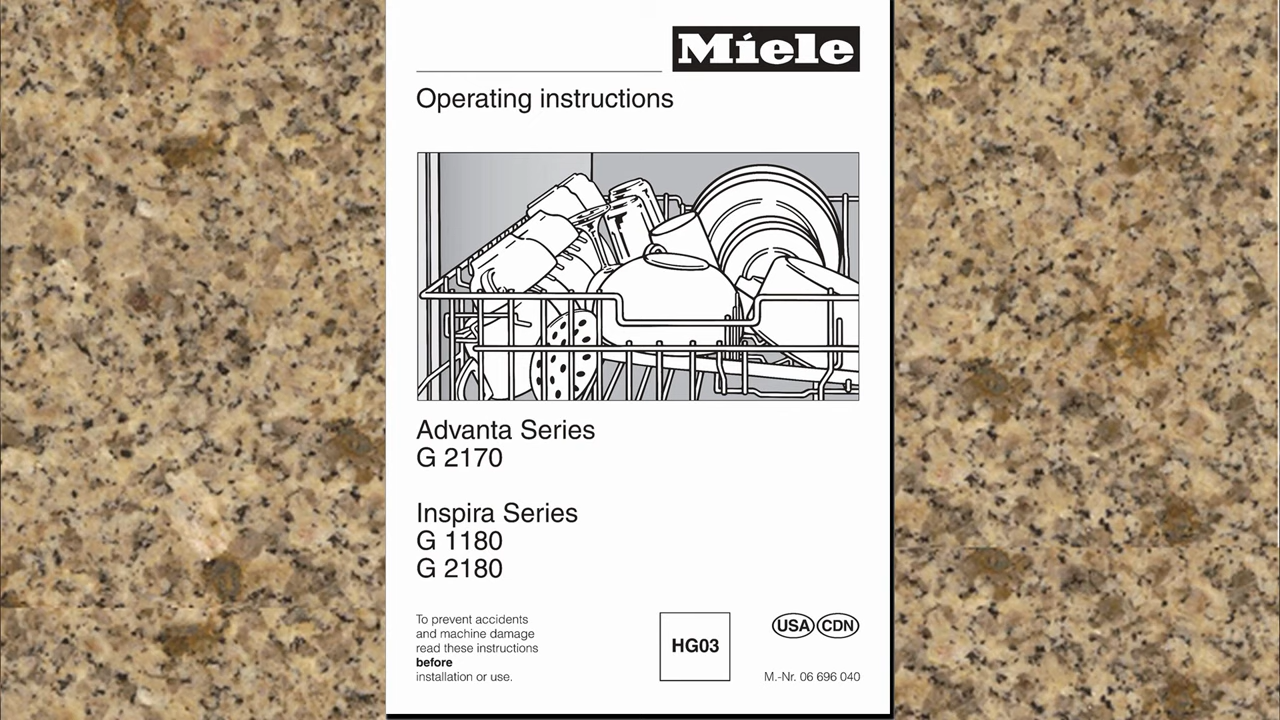 Miele
Operating instructions
Advanta Series
G 2170
Inspira Series
G 1180
G 2180
To prevent accidents
and machine damage
read these instructions
before
installation or use.
HG03
USA CDN
M.-Nr. 06 696 040